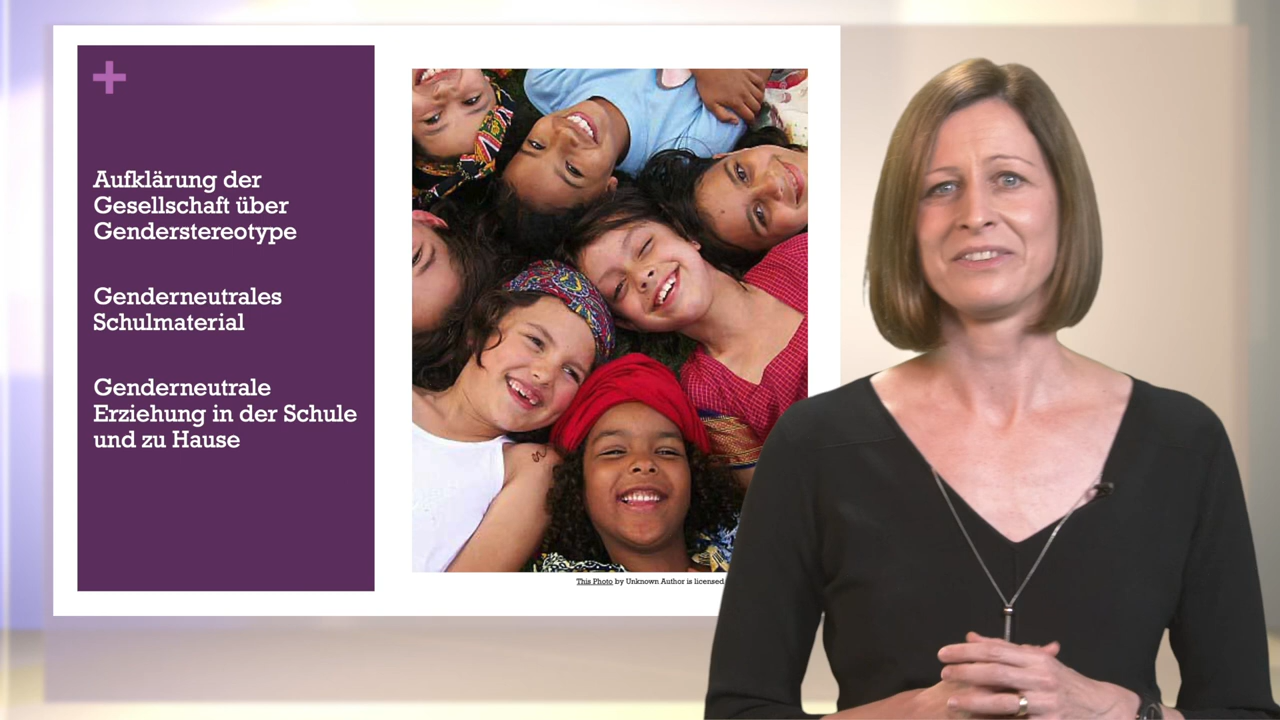 Aufklärung der
Gesellschaft über
Genderstereotype
Genderneutrales
Schulmaterial
Genderneutrale
Erziehung in der Schule
und zu Hause
This Photo by Unknown Author is licensed